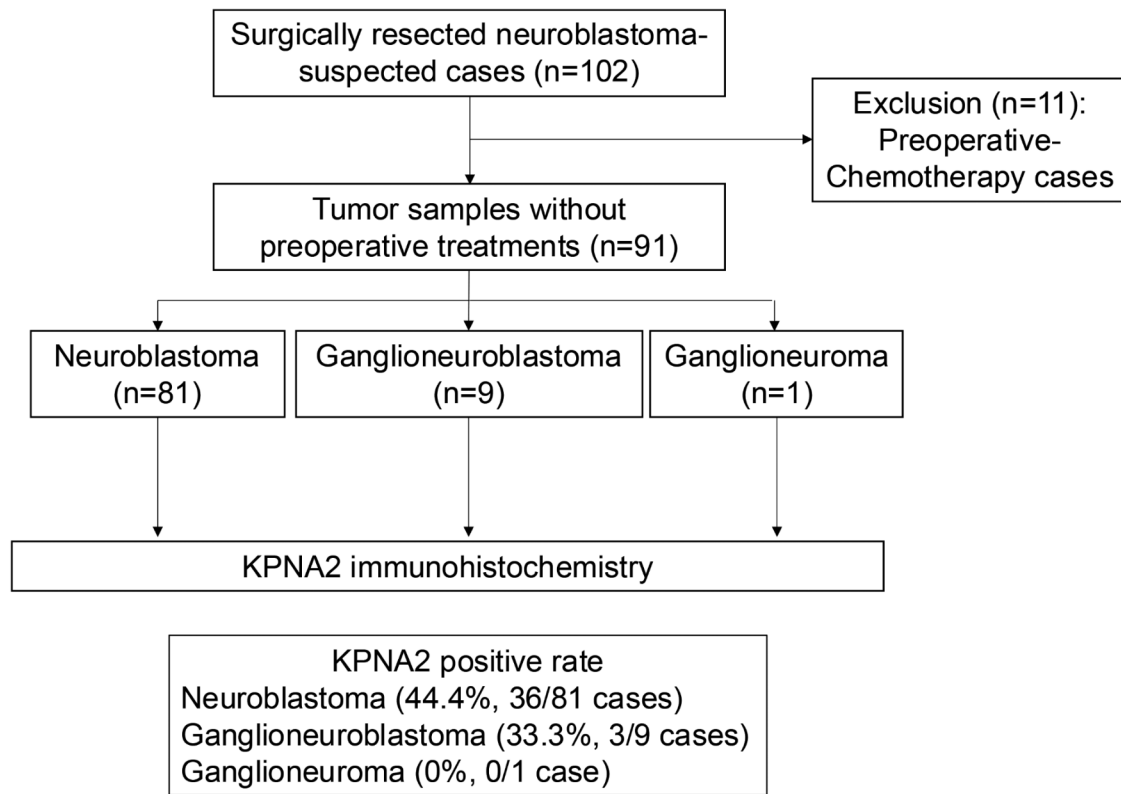 Surgically resected neuroblastoma-
suspected cases (n=102)
Exclusion (n=11):
Preoperative-
Chemotherapy cases
Tumor samples without
preoperative treatments (n=91)
Neuroblastoma
(n=81)
Ganglioneuroblastoma
(n=9)
Ganglioneuroma
(n=1)
KPNA2 immunohistochemistry
KPNA2 positive rate
Neuroblastoma (44.4%, 36/81 cases)
Ganglioneuroblastoma (33.3%, 3/9 cases)
Ganglioneuroma (0%, 0/1 case)